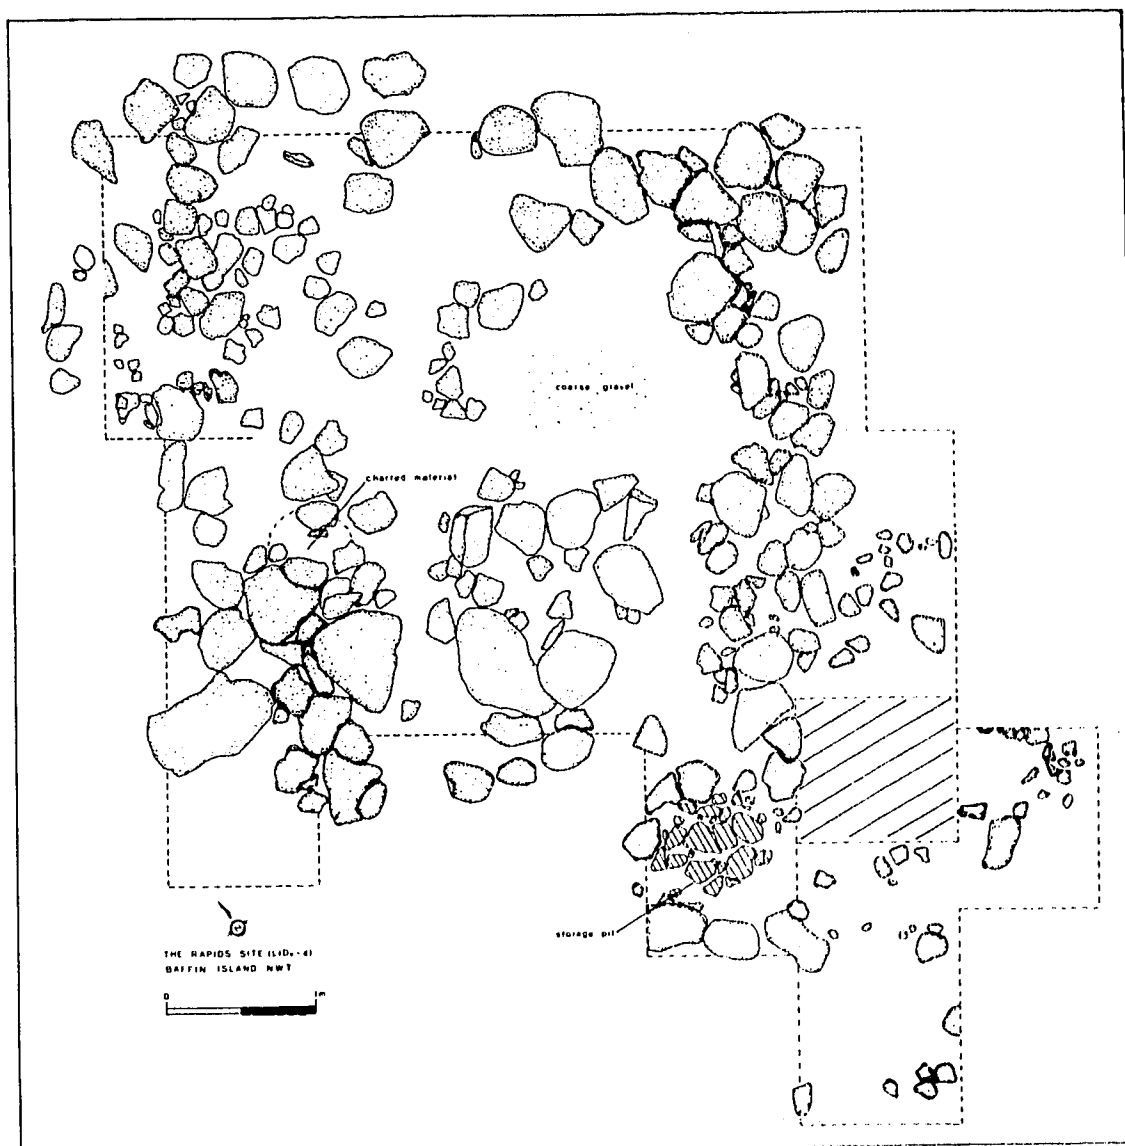 coarse gravel
charred material
storage pit
THE RAPIDS SITE
BAFFIN ISLAND NWT
0 1m